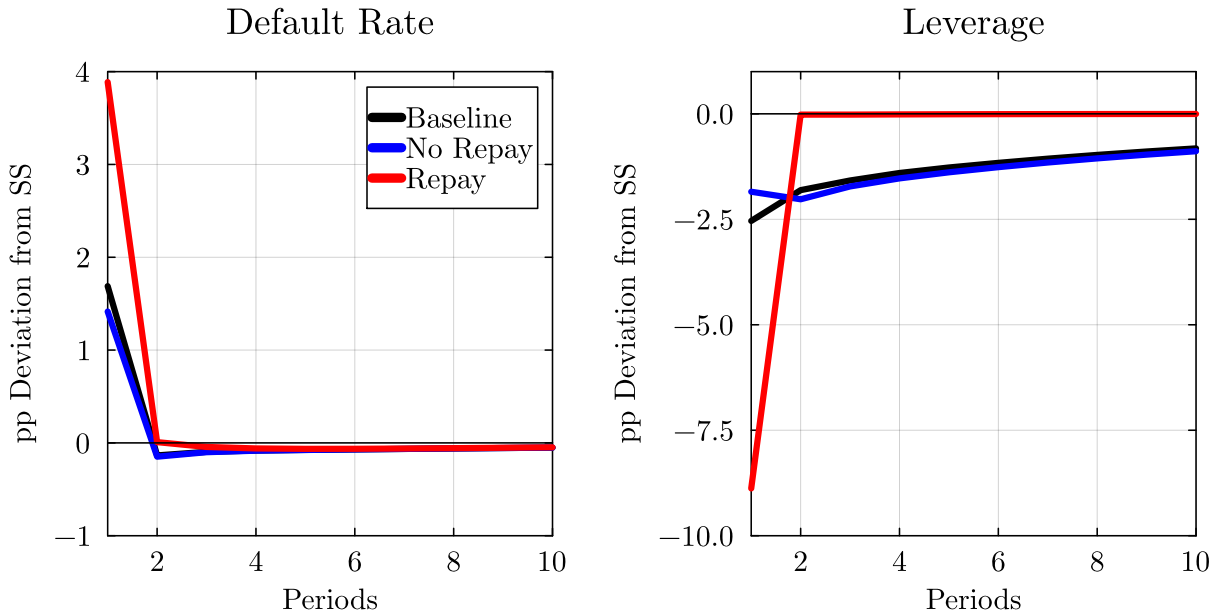 Default Rate
pp Deviation from SS
4
3
2
1
0
−1
Baseline
No Repay
Repay
2
4
6
8
10
Periods
Leverage
pp Deviation from SS
0.0
−2.5
−5.0
−7.5
−10.0
2
4
6
8
10
Periods